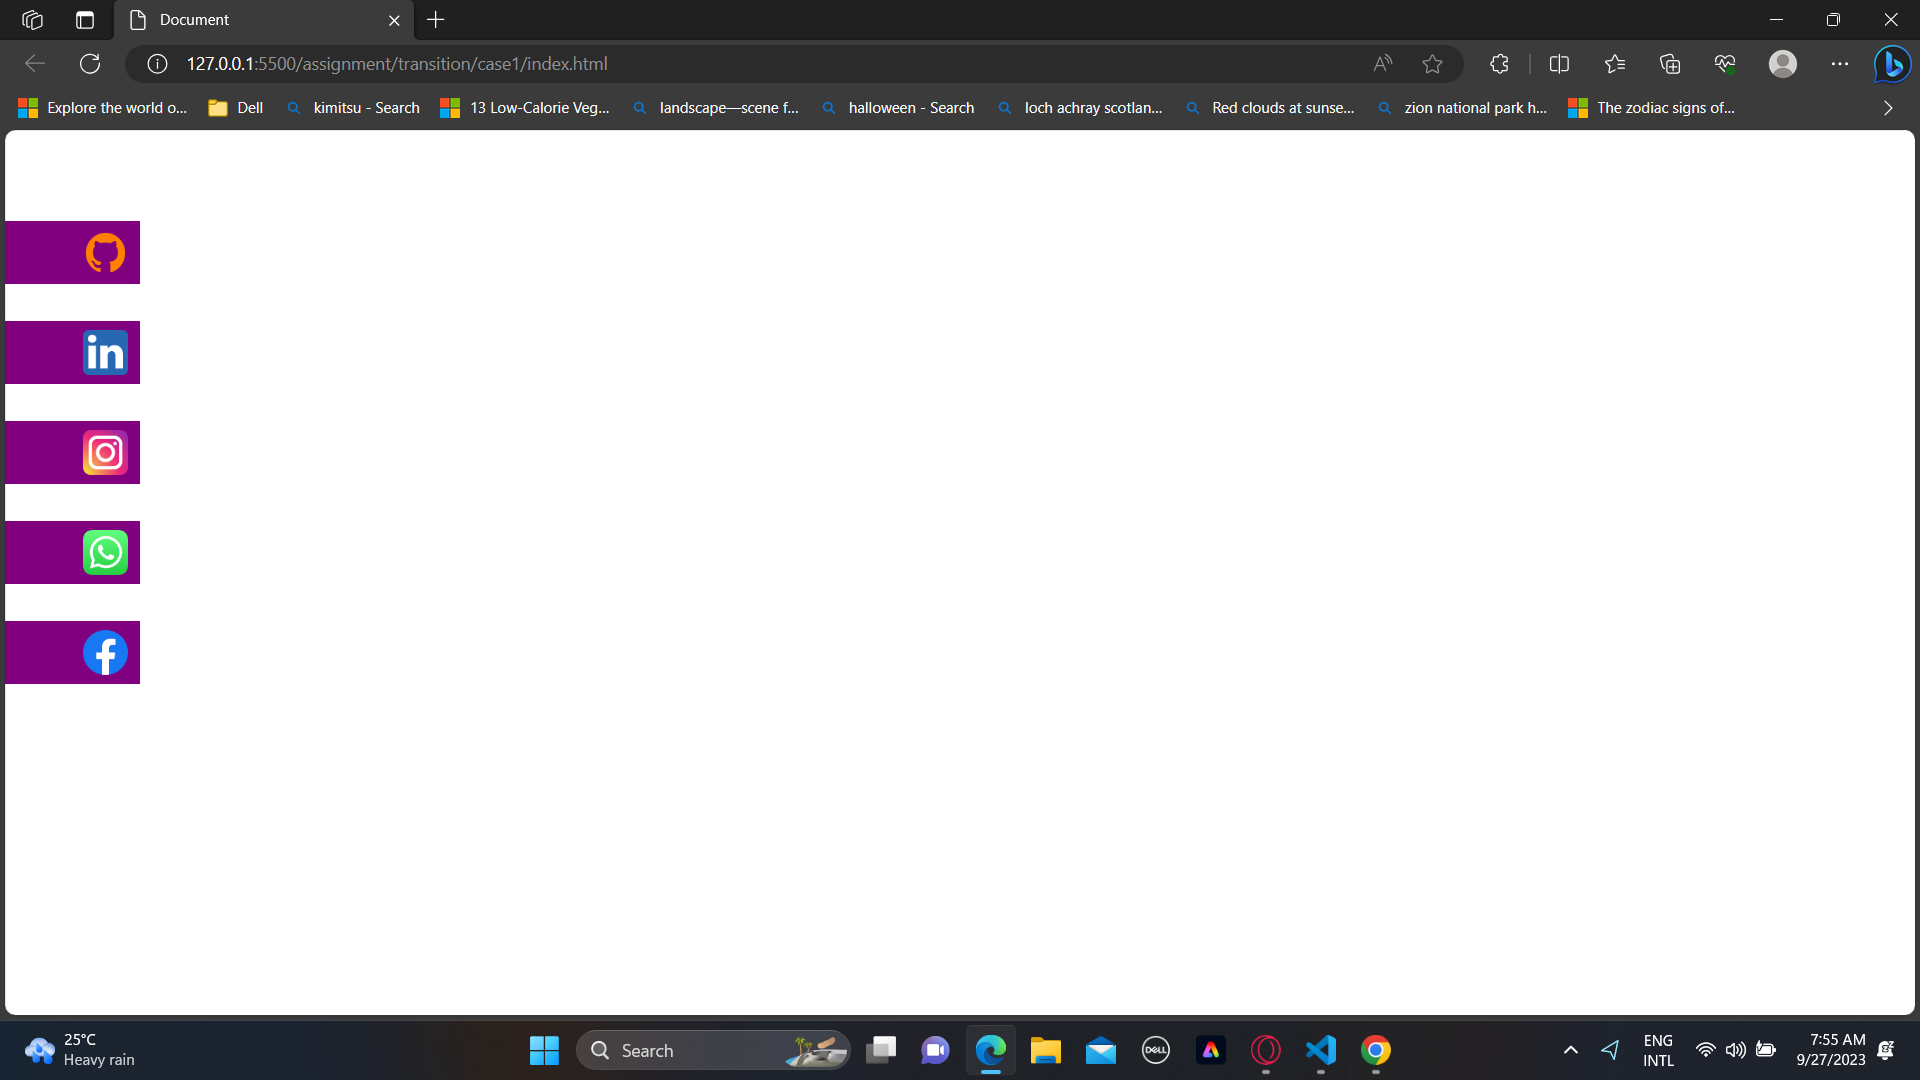 Document
127.0.0.1:5500/assignment/transition/case1/index.html
Explore the world o...
Dell
kimitsu - Search
13 Low-Calorie Veg...
landscape—scene f...
halloween - Search
loch achray scotlan...
Red clouds at sunse...
zion national park h...
The zodiac signs of...
in
25°C
Heavy rain
Search
DELL
ENG
INTL
7:55 AM
9/27/2023